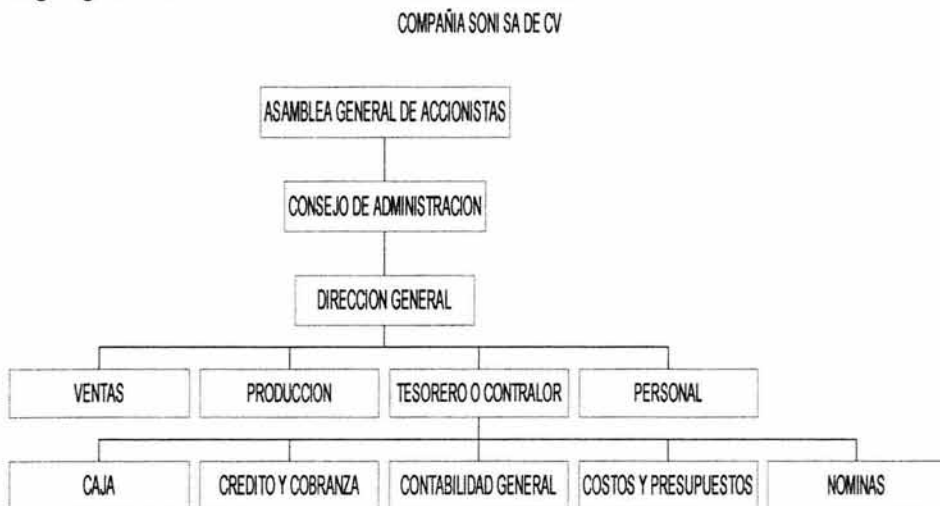 COMPAÑIA SONI SA DE CV
ASAMBLEA GENERAL DE ACCIONISTAS
CONSEJO DE ADMINISTRACION
DIRECCION GENERAL
VENTAS
PRODUCCION
TESORERO O CONTRALOR
PERSONAL
CAJA
CREDITO Y COBRANZA
CONTABILIDAD GENERAL
COSTOS Y PRESUPUESTOS
NOMINAS